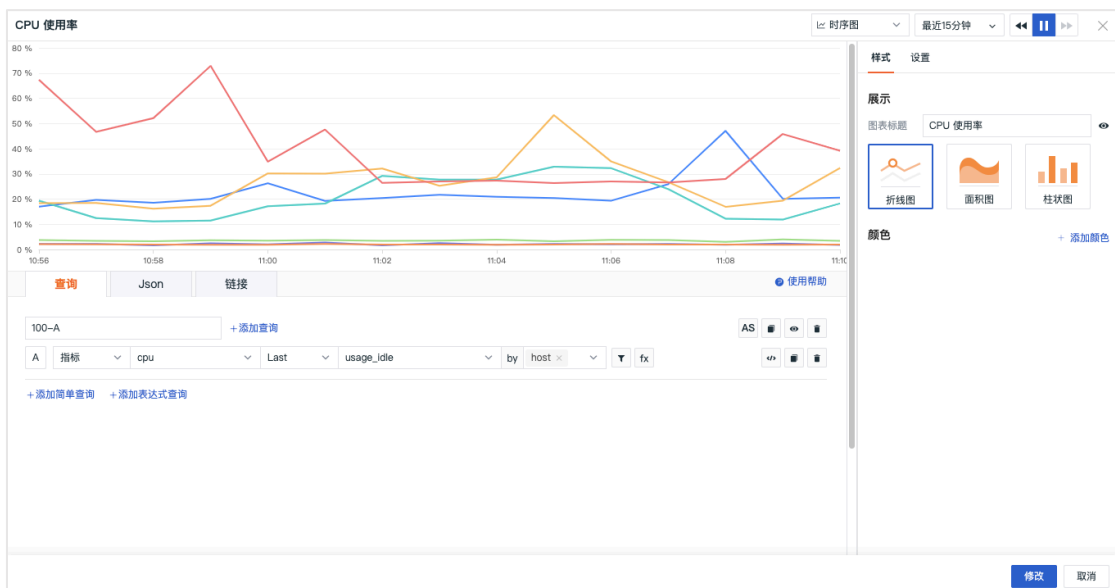 CPU 使用率
时序图
最近15分钟
80 %
70 %
60 %
50 %
40 %
30 %
20 %
10 %
0 %
10:56
10:58
11:00
11:02
11:04
11:06
11:08
11:10
查询
Json
链接
使用帮助
100-A
+添加查询
AS
A
指标
cpu
Last
usage_idle
by
host ×
fx
</>
+添加简单查询
+添加表达式查询
样式
设置
展示
图表标题
CPU 使用率
折线图
面积图
柱状图
颜色
+ 添加颜色
修改
取消